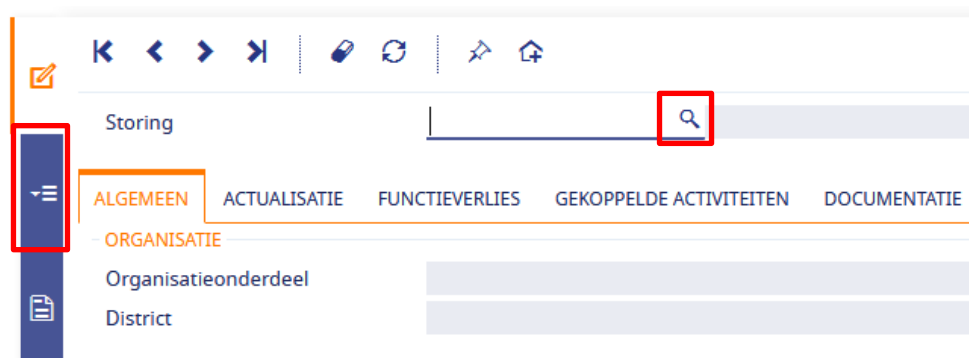 Storing
ALGEMEEN ACTUALISATIE FUNCTIEVERLIES GEKOPPELDE ACTIVITEITEN DOCUMENTATIE
ORGANISATIE
Organisatieonderdeel
District